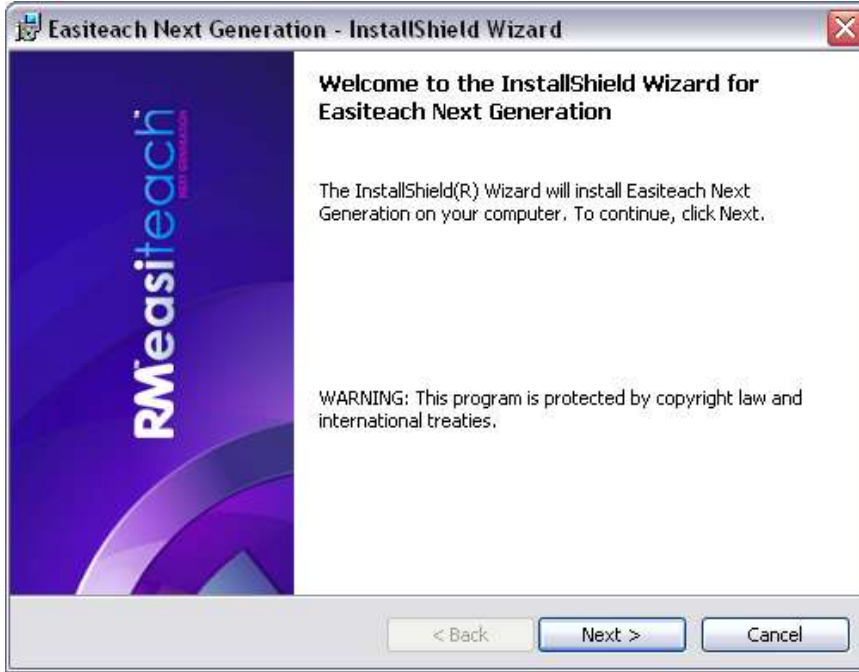 Easiteach Next Generation - InstallShield Wizard
RM easiteach
NEXT GENERATION
Welcome to the InstallShield Wizard for
Easiteach Next Generation
The InstallShield(R) Wizard will install Easiteach Next
Generation on your computer. To continue, click Next.
WARNING: This program is protected by copyright law and
international treaties.
< Back
Next >
Cancel